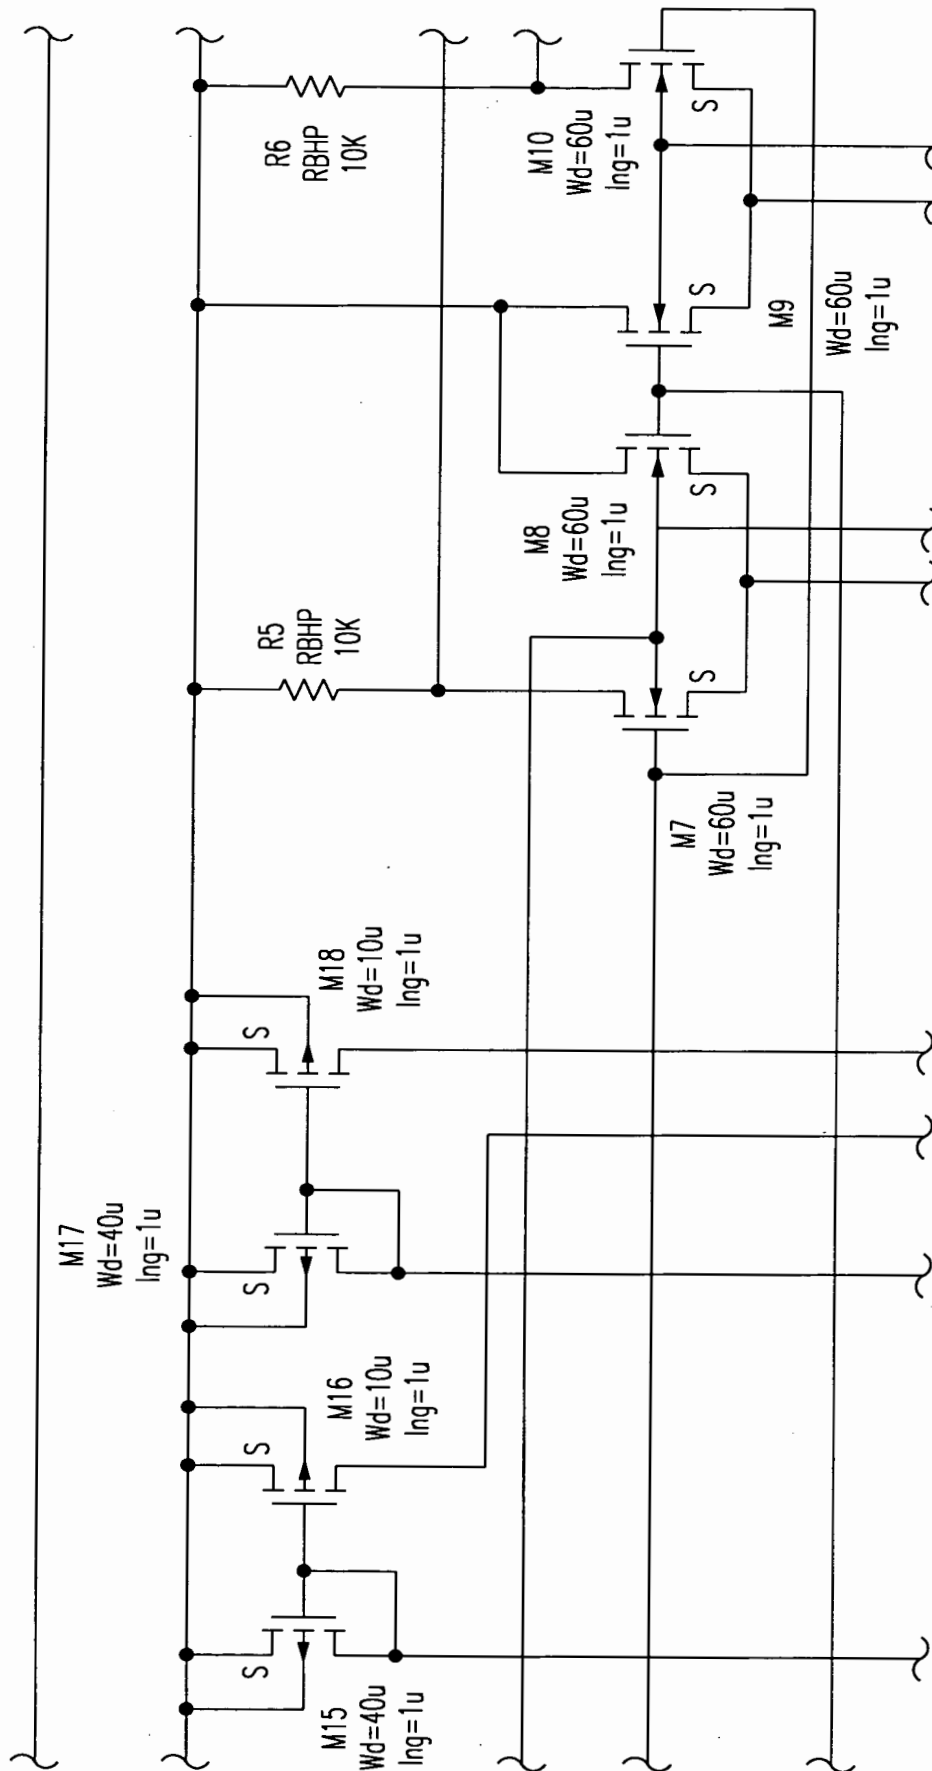 R6
RBHP
10K
M10
Wd=60u
lng=1u
S
S
M9
Wd=60u
lng=1u
M8
Wd=60u
lng=1u
S
R5
RBHP
10K
S
M7
Wd=60u
lng=1u
M18
Wd=10u
lng=1u
S
M17
Wd=40u
lng=1u
S
M16
Wd=10u
lng=1u
S
S
M15
Wd=40u
lng=1u